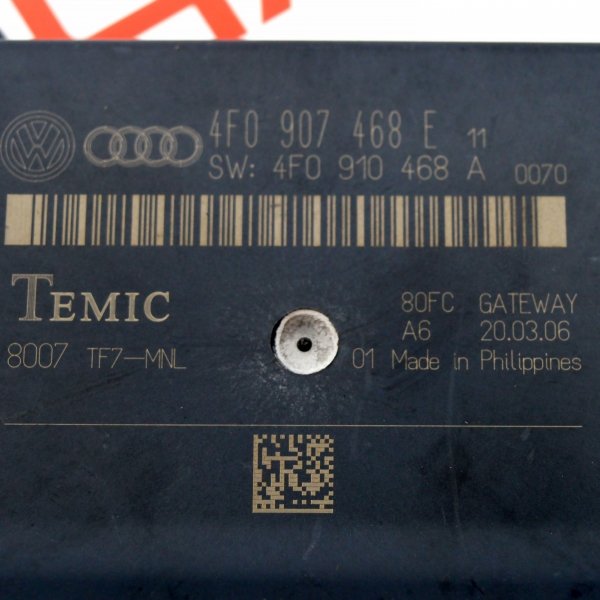 4F0 907 468 E 11
SW: 4F0 910 468 A 0070
TEMIC
80FC GATEWAY
A6 20.03.06
8007 TF7-MNL 01 Made in Philippines